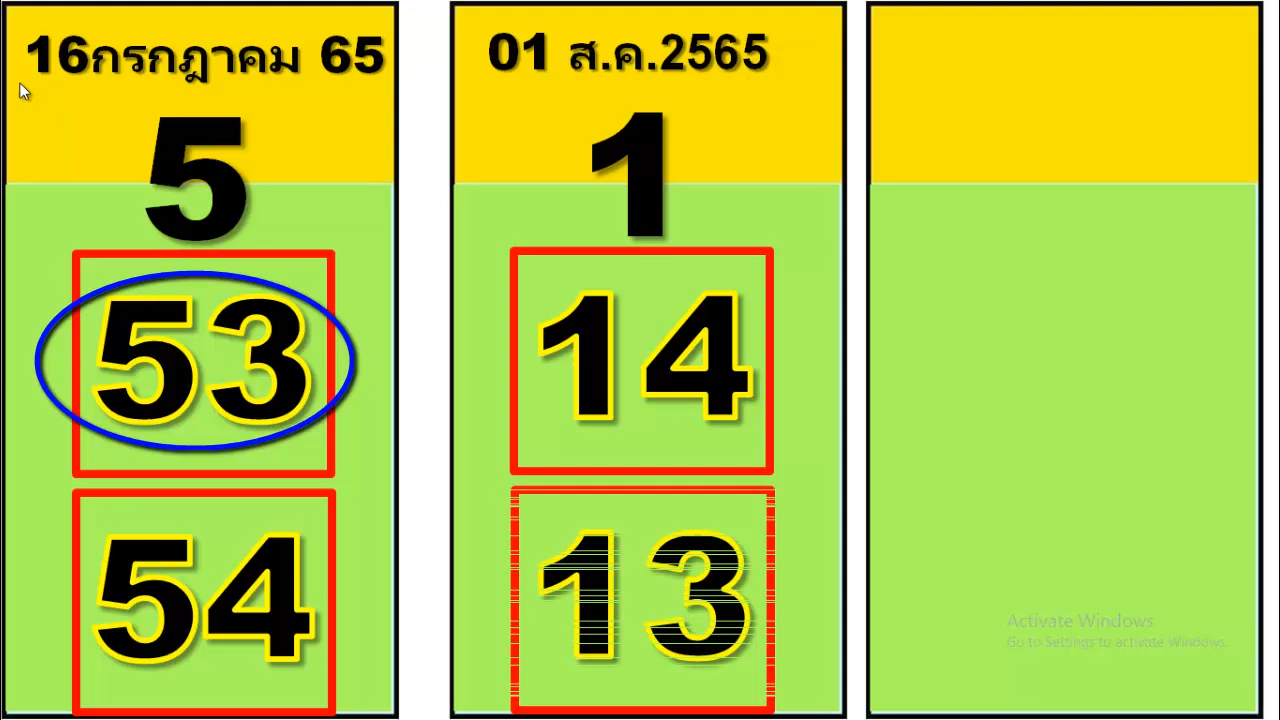 16กรกฎาคม 65
5
53
54
01 ส.ค.2565
1
14
13
Activate Windows
Go to Settings to activate Windows.